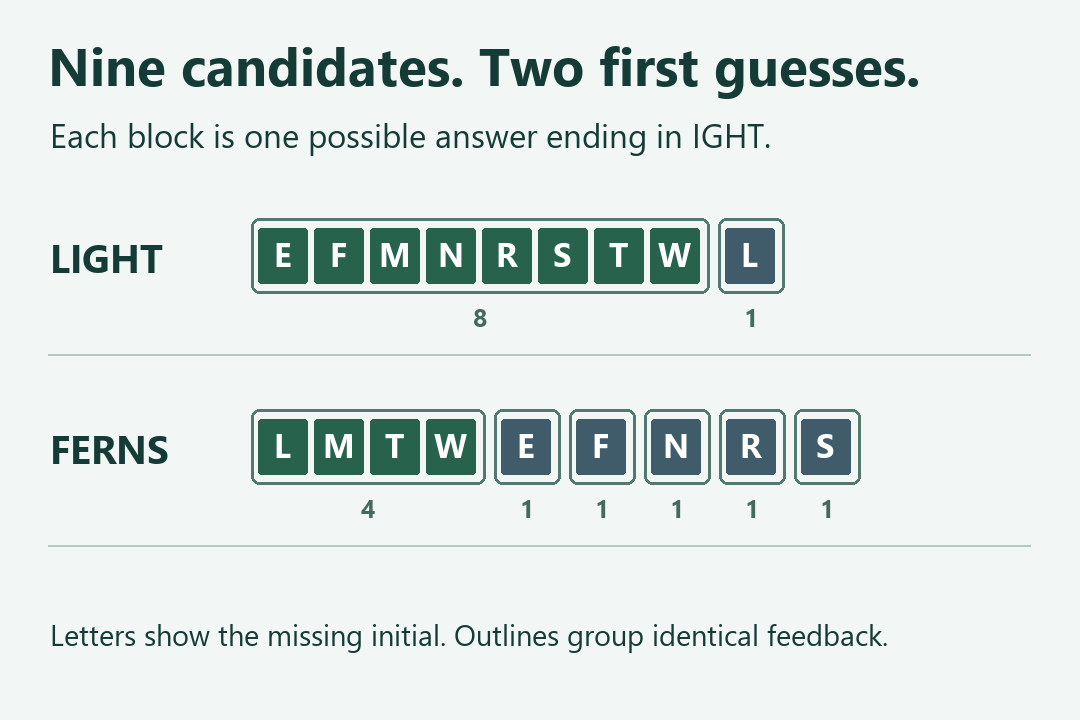 Nine candidates. Two first guesses.
Each block is one possible answer ending in IGHT.
LIGHT E F M N R S T W L
8 1
FERNS L M T W E F N R S
4 1 1 1 1 1
Letters show the missing initial. Outlines group identical feedback.